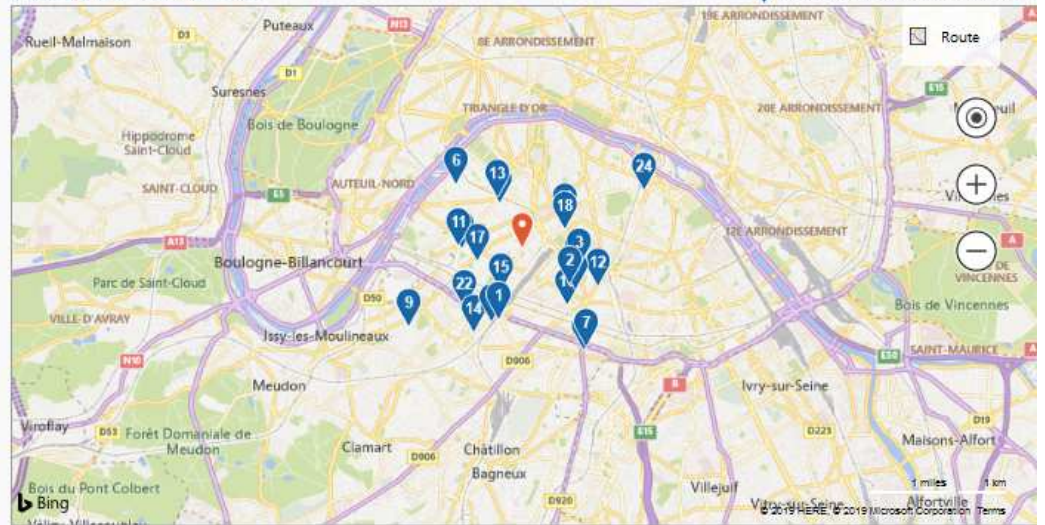 19E ARRONDISSEMENT
Puteaux
N13
Rueil-Malmaison
D3
8E ARRONDISSEMENT
Route
D1
E15
Suresnes
TRIANGLE D'OR
20E ARRONDISSEMENT
Bois de Boulogne
Hippodrome
Saint-Cloud
6
13
24
SAINT-CLOUD
E5
AUTEUIL-NORD
18
11
17
3
12E ARRONDISSEMENT
A13
A
Boulogne-Billancourt
2
12
15
VINCENNES
Parc de Saint-Cloud
22
D50
9
14
1
Bois de Vincennes
VILLE-D'AVRAY
7
Issy-les-Moulineaux
SAINT-MAURICE
N10
D906
E50
Meudon
B
Ivry-sur-Seine
Viroflay
D53
Forêt Domaniale de
Meudon
E15
D223
D19
Clamart
D906
Châtillon
Maisons-Alfort
Bagneux
Bois du Pont Colbert
Villejuif
1 miles
1 km
Bing
D920
Vitry-sur-Seine
Alfortville
© 2019 HERE, © 2019 Microsoft Corporation Terms